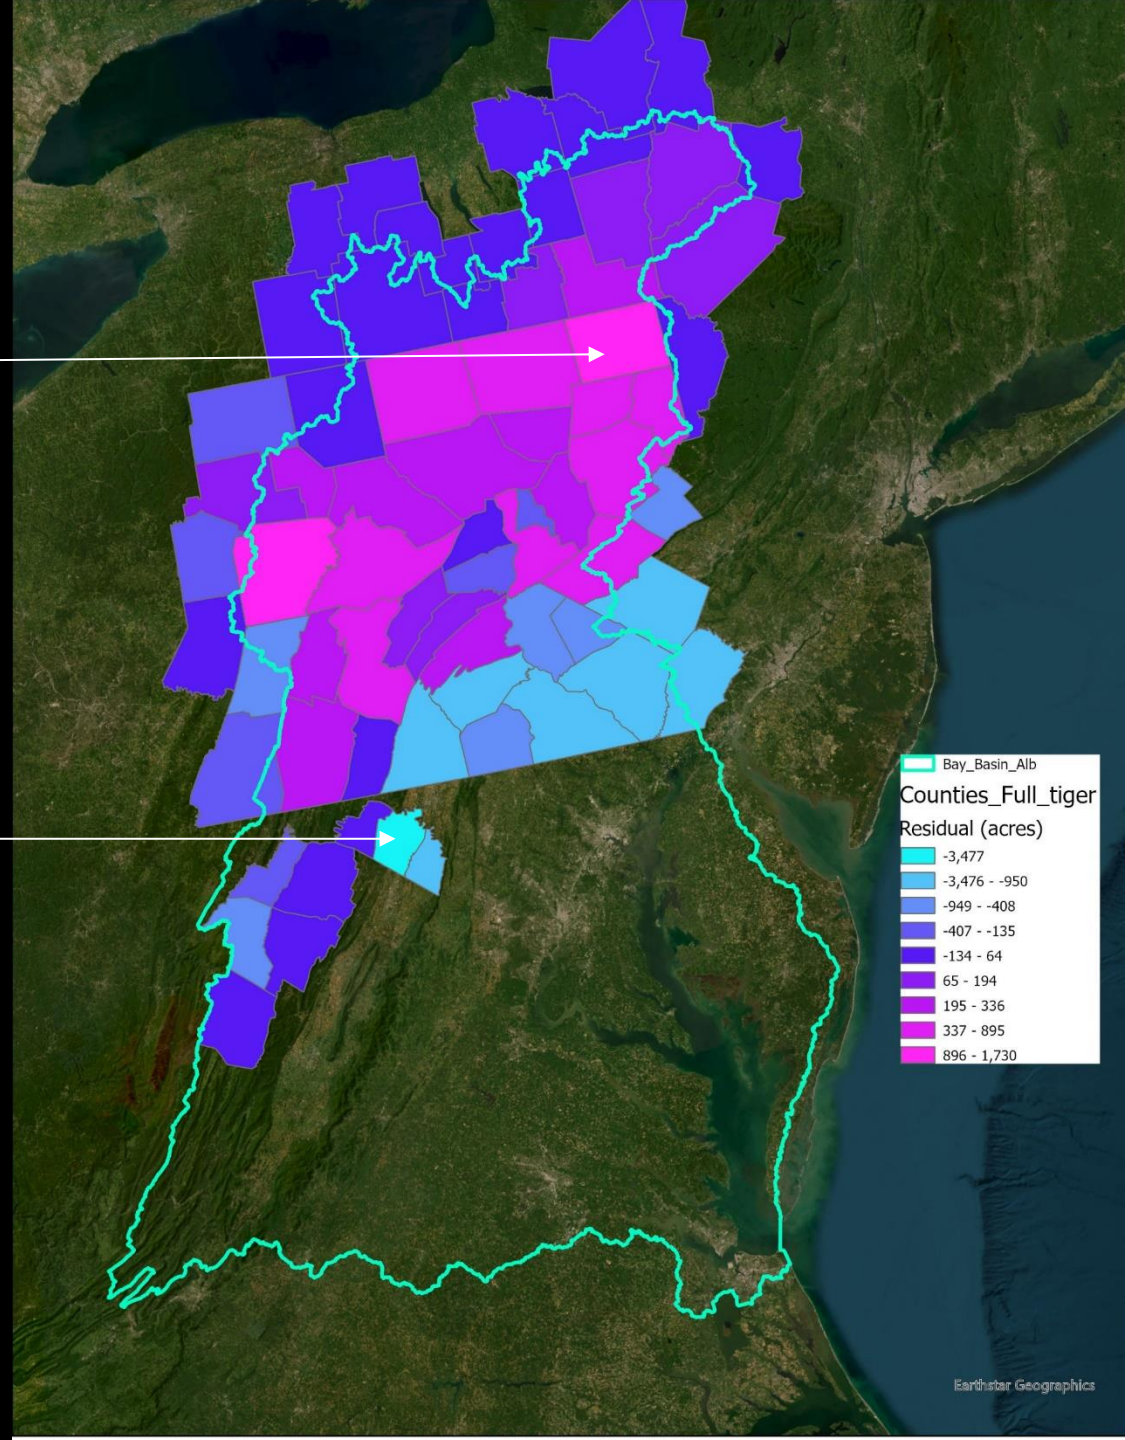 Bay_Basin_Alb
Counties_Full_tiger
Residual (acres)
-3,477
-3,476 - -950
-949 - -408
-407 - -135
-134 - 64
65 - 194
195 - 336
337 - 895
896 - 1,730
Earthstar Geographics